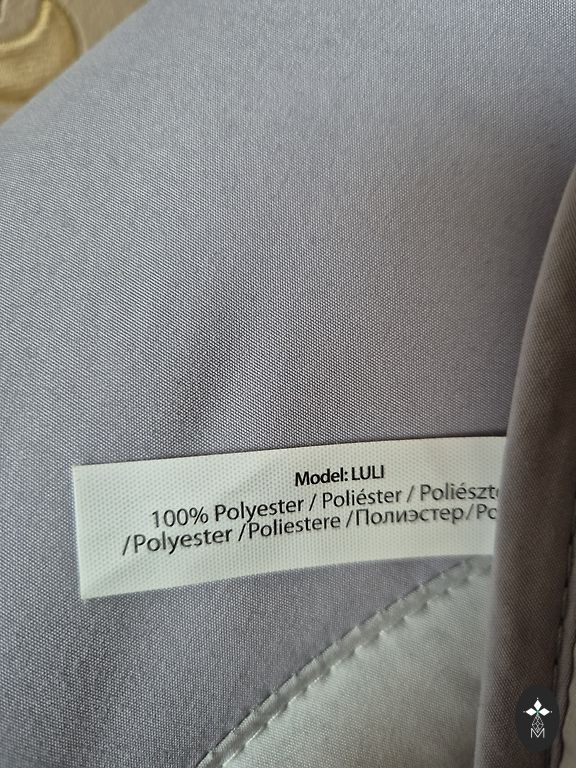 Model: LULI
100% Polyester / Poliéster /
/Polyester /Poliestere /Полиэстер/
M